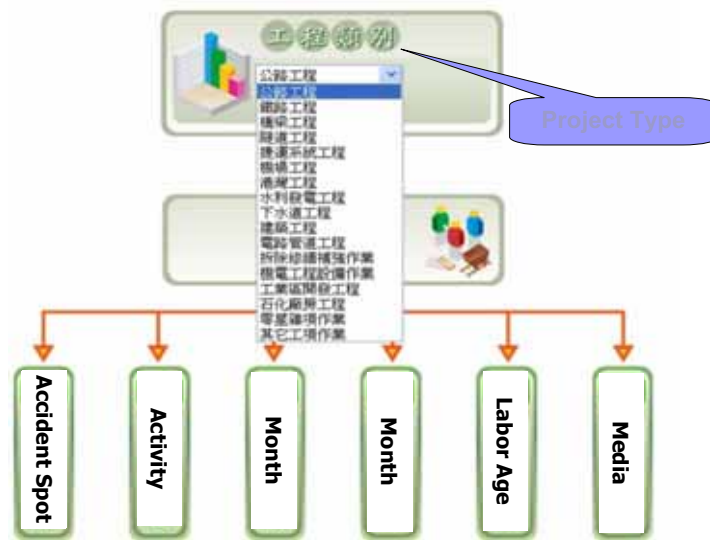 工程類別
公路工程
公路工程
鐵路工程
橋梁工程
隧道工程
捷運系統工程
機場工程
港灣工程
水利發電工程
下水道工程
建築工程
電路管道工程
拆除修繕補強作業
機電工程設備作業
工業區開發工程
石化廠房工程
零星雜項作業
其它工項作業
Project Type
Accident Spot
Activity
Month
Month
Labor Age
Media